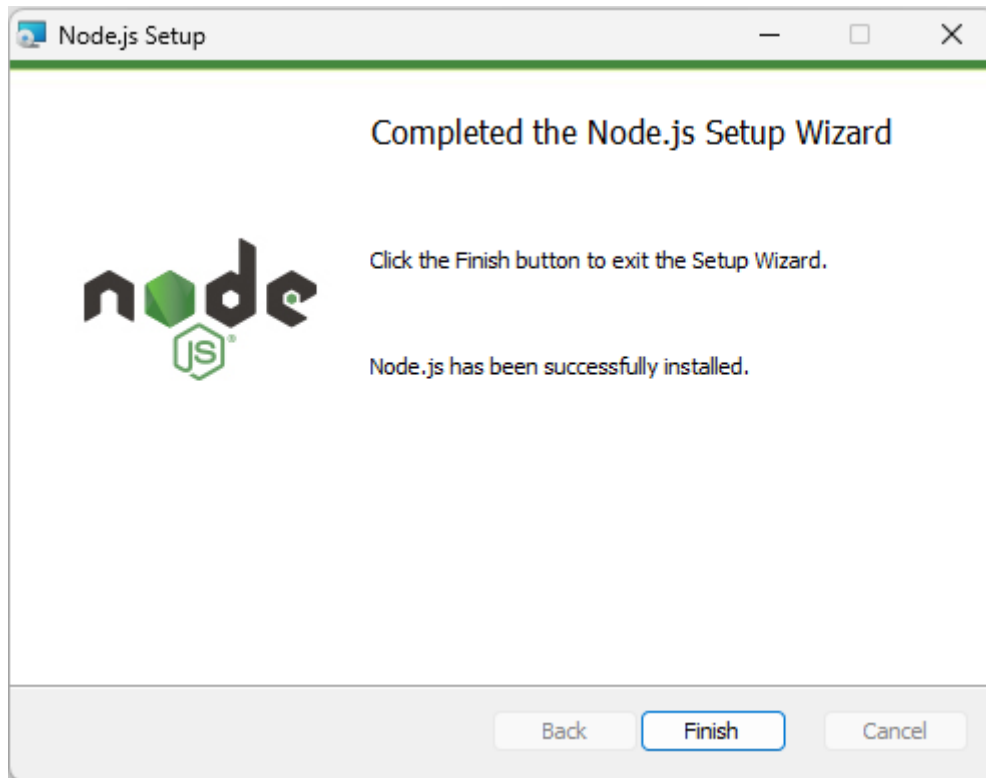 Node.js Setup
Completed the Node.js Setup Wizard
Click the Finish button to exit the Setup Wizard.
node
JS®
Node.js has been successfully installed.
Back Finish Cancel